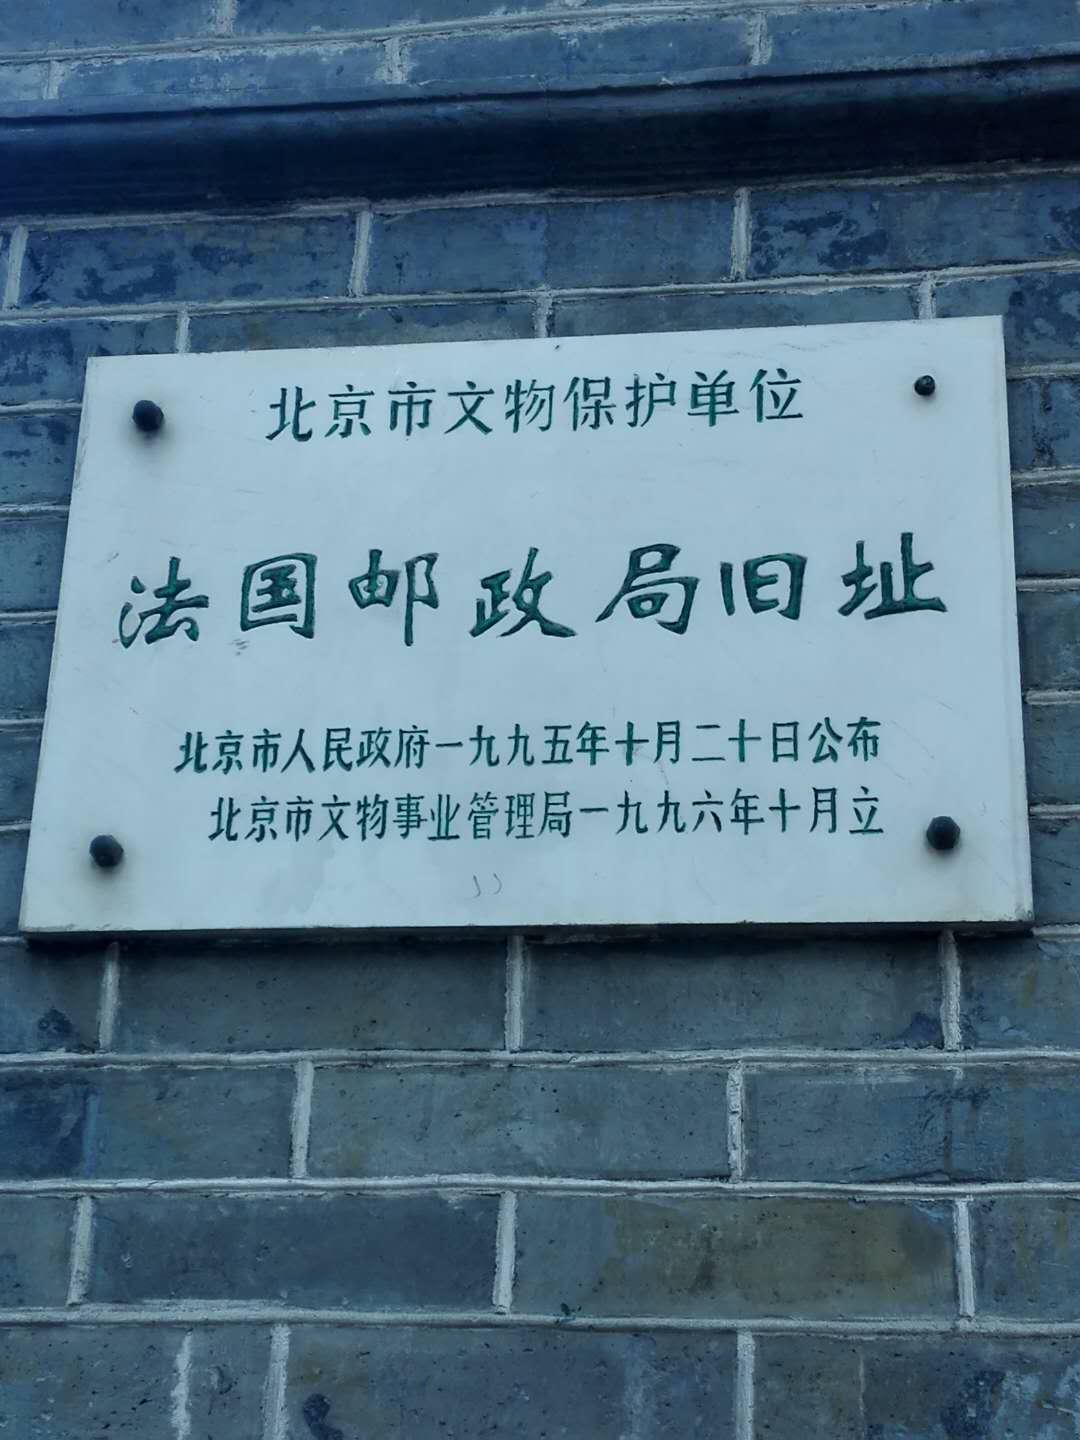 北京市文物保护单位
法国邮政局旧址
北京市人民政府一九九五年十月二十日公布
北京市文物事业管理局一九九六年十月立